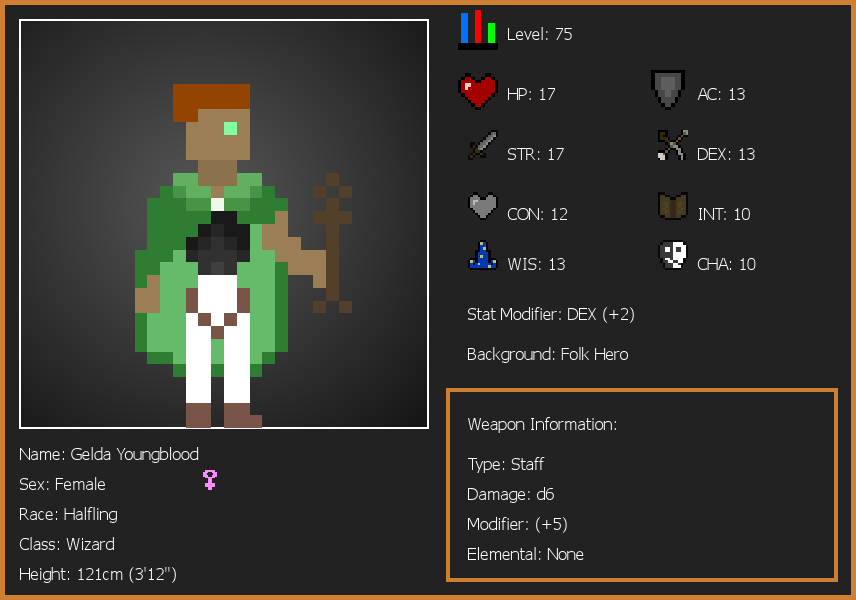 Level: 75
HP: 17
AC: 13
STR: 17
DEX: 13
CON: 12
INT: 10
WIS: 13
CHA: 10
Stat Modifier: DEX (+2)
Background: Folk Hero
Weapon Information:
Type: Staff
Damage: d6
Modifier: (+5)
Elemental: None
Name: Gelda Youngblood
Sex: Female
Race: Halfling
Class: Wizard
Height: 121cm (3'12")